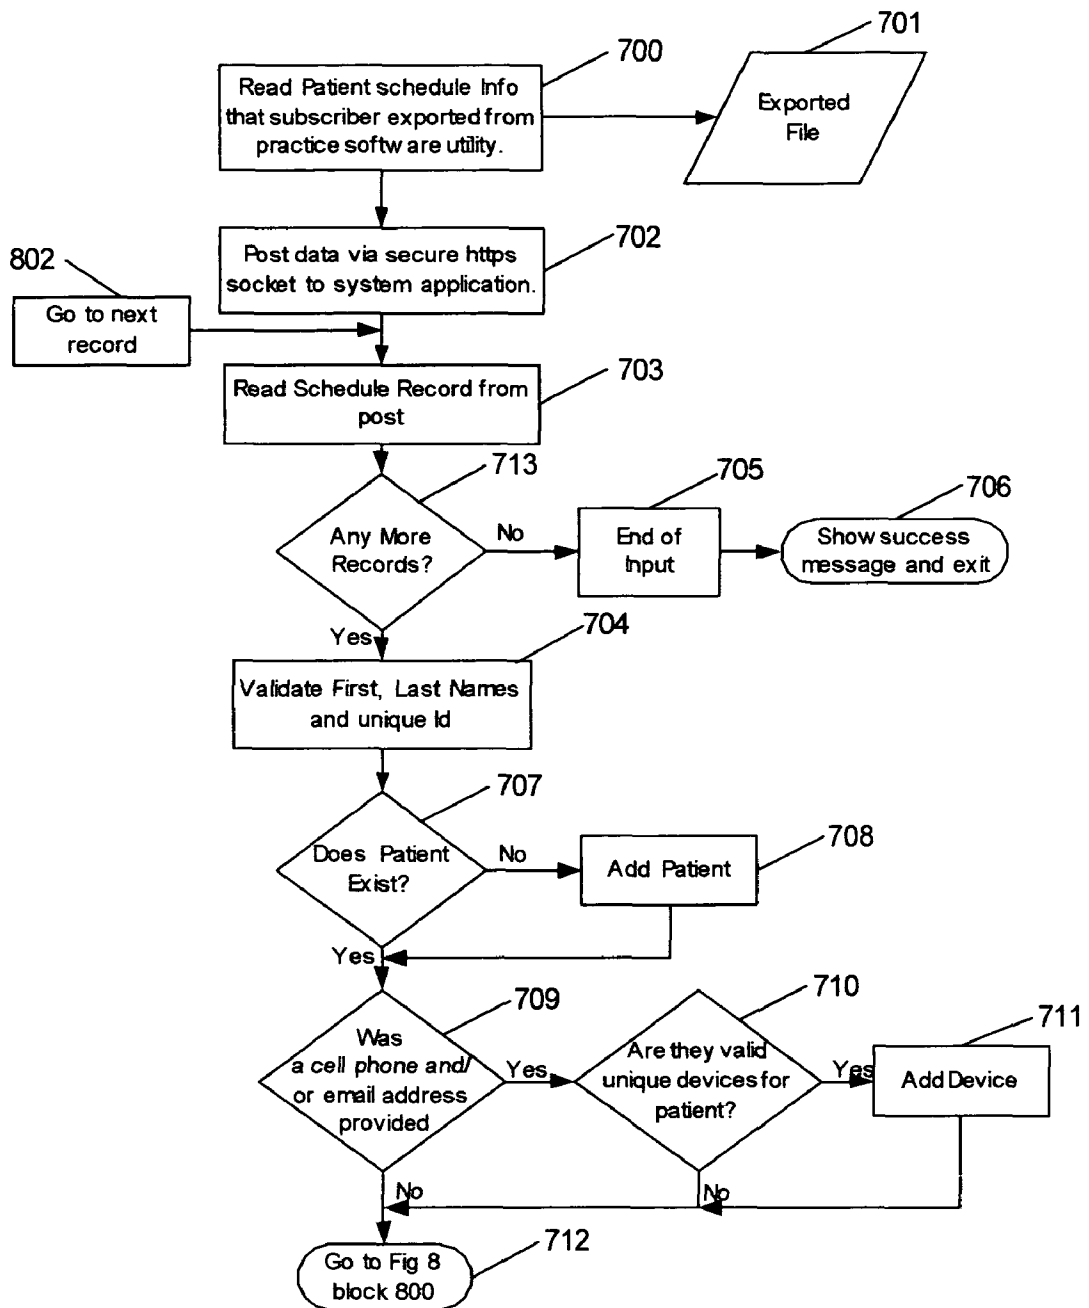 700
701
Read Patient schedule Info
that subscriber exported from
practice software utility.
Exported
File
702
Post data via secure https
socket to system application.
802
Go to next
record
703
Read Schedule Record from
post
713
705
706
Any More
Records?
No
End of
Input
Show success
message and exit
Yes
704
Validate First, Last Names
and unique Id
707
708
Does Patient
Exist?
No
Add Patient
Yes
709
710
711
Was
a cell phone and/
or email address
provided
Yes
Are they valid
unique devices for
patient?
Yes
Add Device
No
No
712
Go to Fig 8
block 800